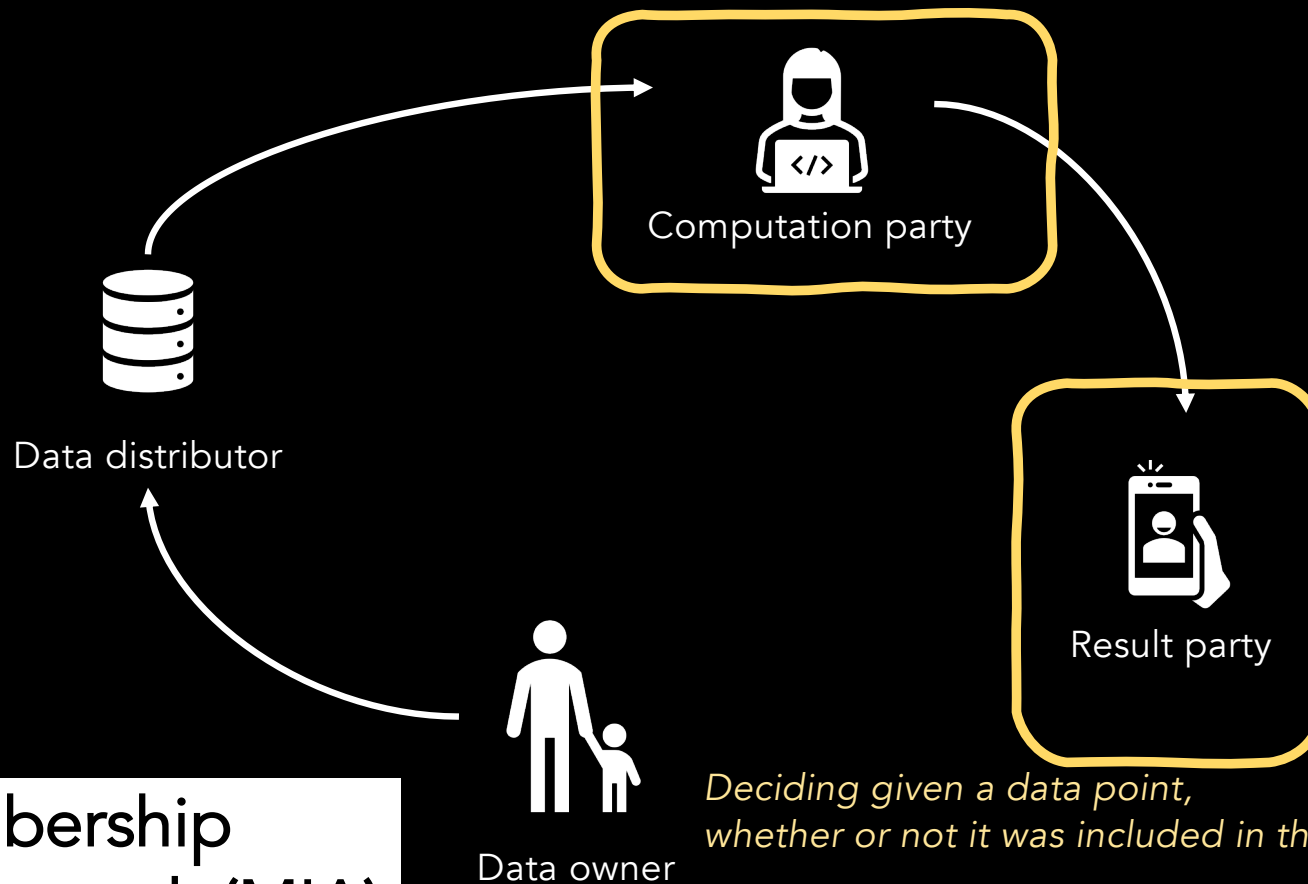 </>
Computation party
Data distributor
Result party
Deciding given a data point,
whether or not it was included in th
bership
(MIA)
Data owner